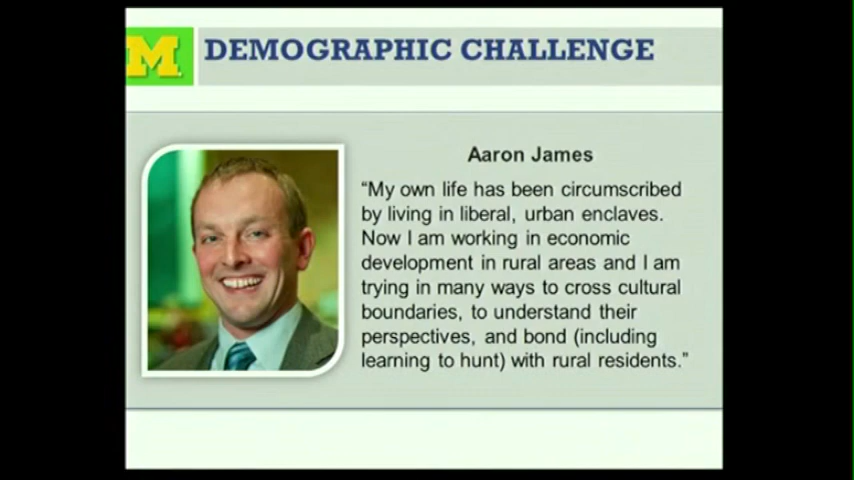 M DEMOGRAPHIC CHALLENGE
Aaron James
“My own life has been circumscribed
by living in liberal, urban enclaves.
Now I am working in economic
development in rural areas and I am
trying in many ways to cross cultural
boundaries, to understand their
perspectives, and bond (including
learning to hunt) with rural residents.”